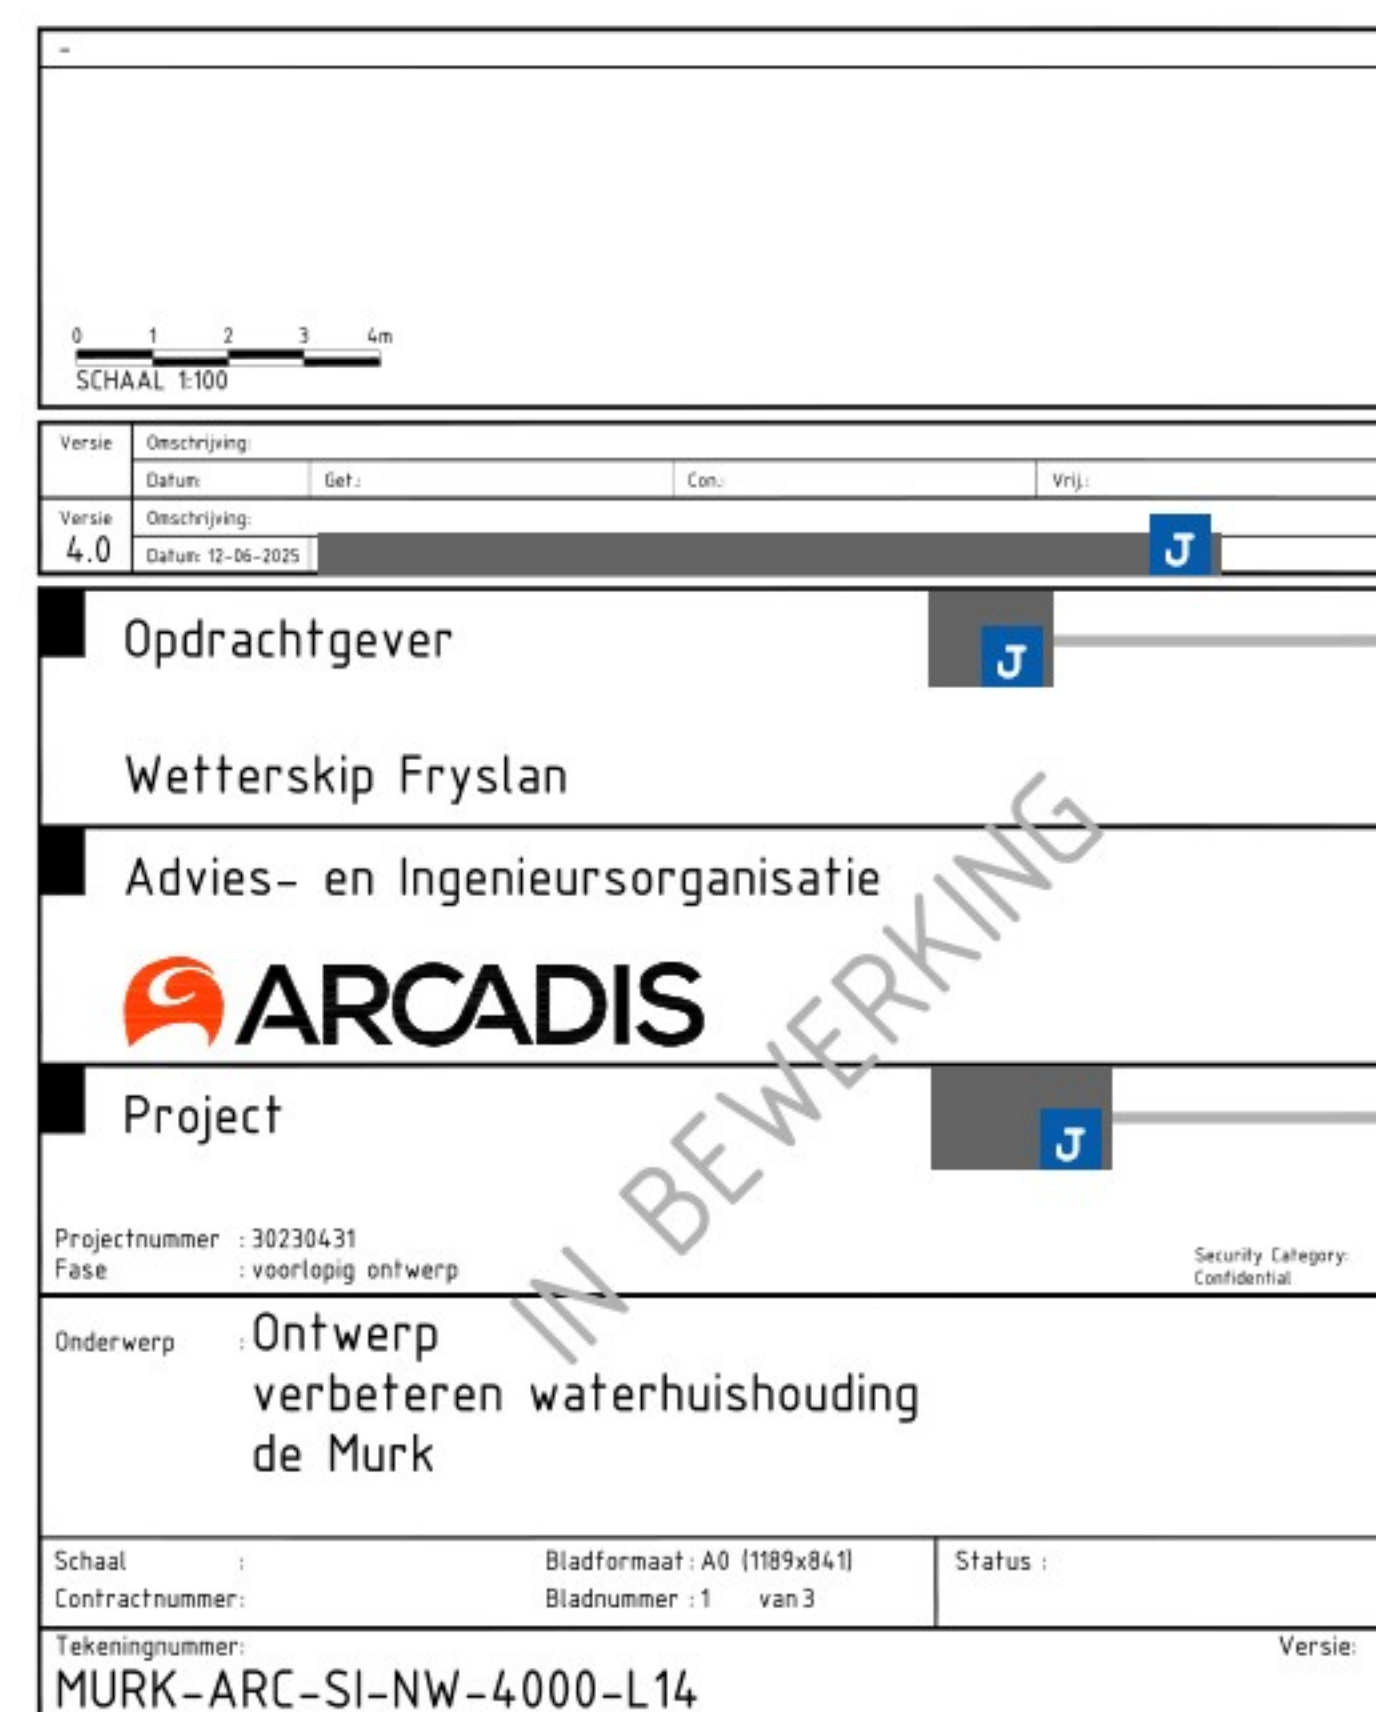 -
0 1 2 3 4m
SCHAAL 1:100
Versie Omschrijving:
Datum: Get.: Con.: Vrij.:
Versie Omschrijving:
4.0 Datum: 12-06-2025
J
Opdrachtgever
J
Wetterskip Fryslan
Advies- en Ingenieursorganisatie
ARCADIS
IN BEWERKING
Project
J
Projectnummer : 30230431
Fase : voorlopig ontwerp
Security Category:
Confidential
Onderwerp : Ontwerp
verbeteren waterhuishouding
de Murk
Schaal : Bladformaat : A0 (1189x841) Status :
Contractnummer: Bladnummer : 1 van 3
Tekeningnummer: Versie:
MURK-ARC-SI-NW-4000-L14